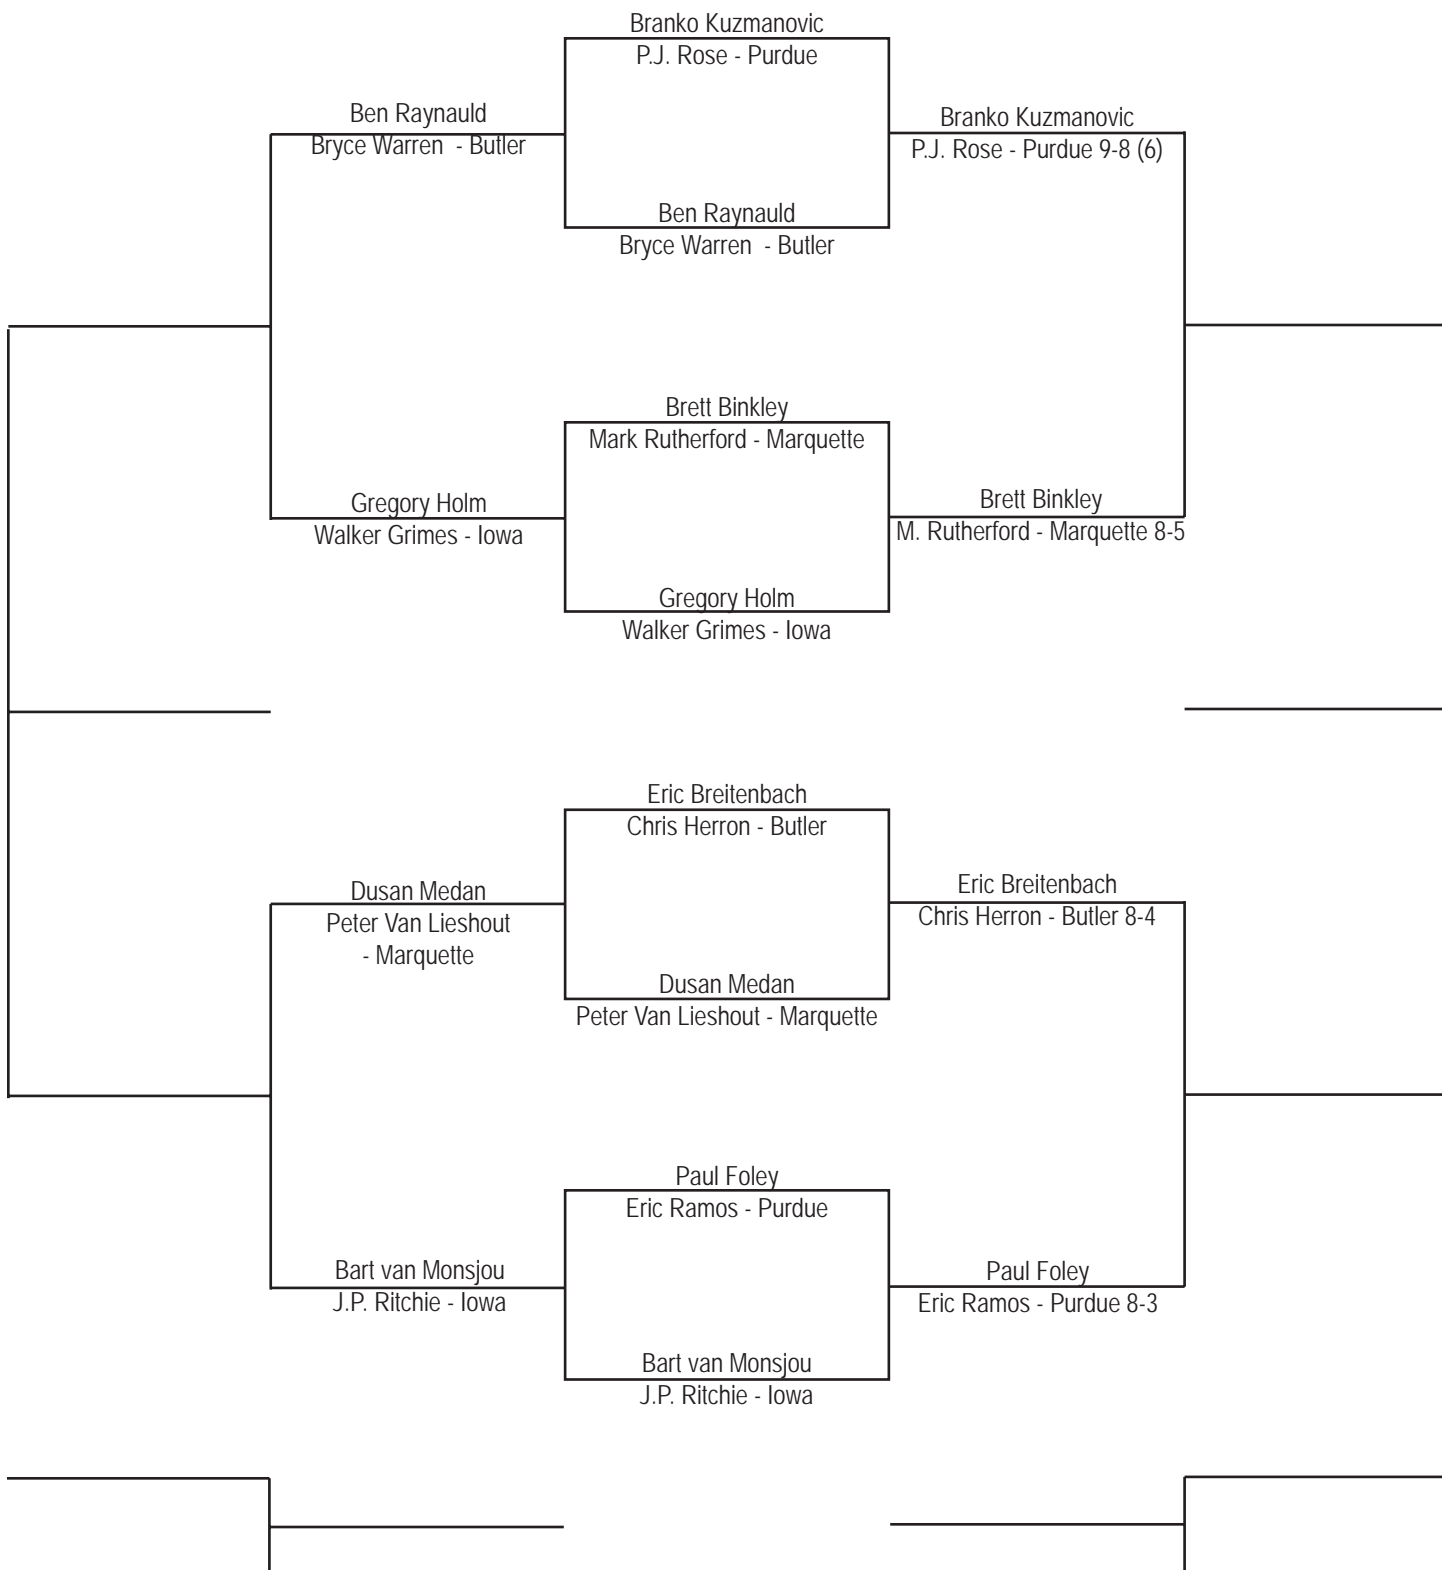 Branko Kuzmanovic
P.J. Rose - Purdue
Ben Raynauld
Bryce Warren  - Butler
Branko Kuzmanovic
P.J. Rose - Purdue 9-8 (6)
Ben Raynauld
Bryce Warren  - Butler
Brett Binkley
Mark Rutherford - Marquette
Gregory Holm
Walker Grimes - Iowa
Brett Binkley
M. Rutherford - Marquette 8-5
Gregory Holm
Walker Grimes - Iowa
Eric Breitenbach
Chris Herron - Butler
Dusan Medan
Peter Van Lieshout
- Marquette
Eric Breitenbach
Chris Herron - Butler 8-4
Dusan Medan
Peter Van Lieshout - Marquette
Paul Foley
Eric Ramos - Purdue
Bart van Monsjou
J.P. Ritchie - Iowa
Paul Foley
Eric Ramos - Purdue 8-3
Bart van Monsjou
J.P. Ritchie - Iowa